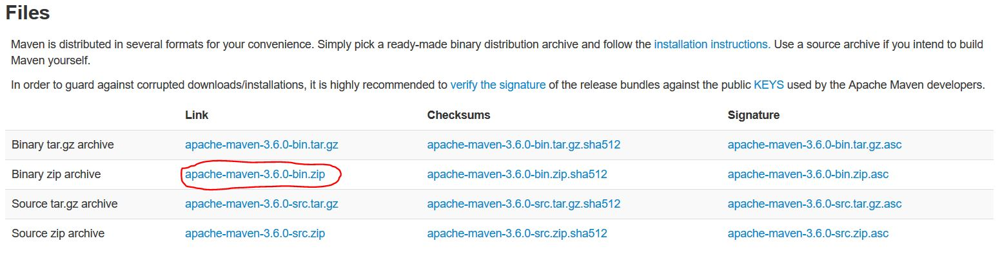 Files
Maven is distributed in several formats for your convenience. Simply pick a ready-made binary distribution archive and follow the installation instructions. Use a source archive if you intend to build
Maven yourself.
In order to guard against corrupted downloads/installations, it is highly recommended to verify the signature of the release bundles against the public KEYS used by the Apache Maven developers.
Link Checksums Signature
Binary tar.gz archive apache-maven-3.6.0-bin.tar.gz apache-maven-3.6.0-bin.tar.gz.sha512 apache-maven-3.6.0-bin.tar.gz.asc
Binary zip archive apache-maven-3.6.0-bin.zip apache-maven-3.6.0-bin.zip.sha512 apache-maven-3.6.0-bin.zip.asc
Source tar.gz archive apache-maven-3.6.0-src.tar.gz apache-maven-3.6.0-src.tar.gz.sha512 apache-maven-3.6.0-src.tar.gz.asc
Source zip archive apache-maven-3.6.0-src.zip apache-maven-3.6.0-src.zip.sha512 apache-maven-3.6.0-src.zip.asc